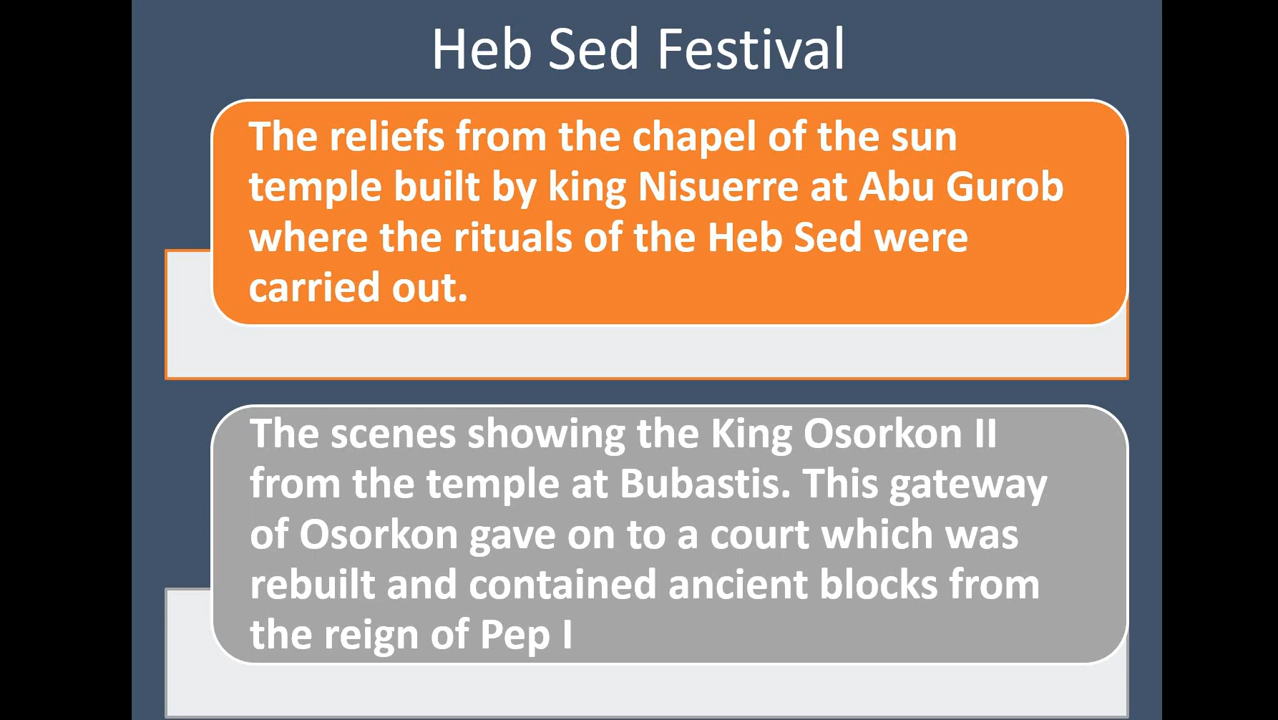 Heb Sed Festival
The reliefs from the chapel of the sun
temple built by king Nisuerre at Abu Gurob
where the rituals of the Heb Sed were
carried out.
The scenes showing the King Osorkon II
from the temple at Bubastis. This gateway
of Osorkon gave on to a court which was
rebuilt and contained ancient blocks from
the reign of Pep I